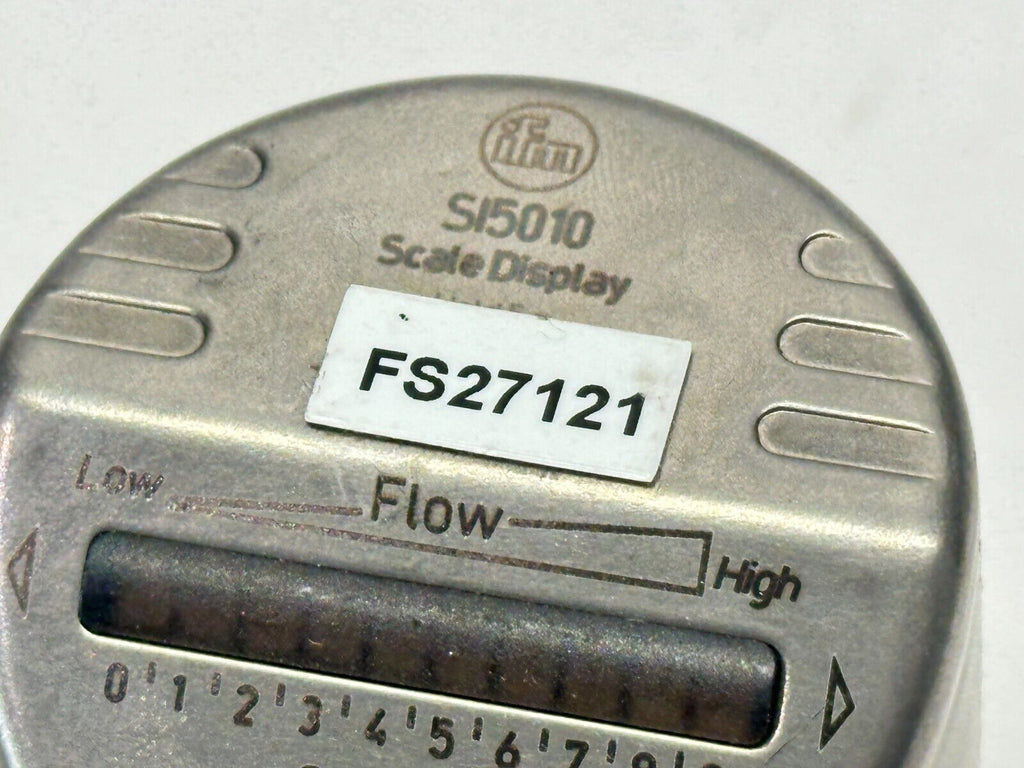 ifm
SI5010
Scale Display
FS27121
Low Flow High
0 1 2 3 4 5 6 7